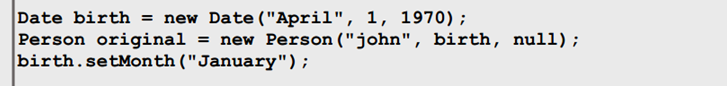 Date birth = new Date("April", 1, 1970);
Person original = new Person("john", birth, null);
birth.setMonth("January");